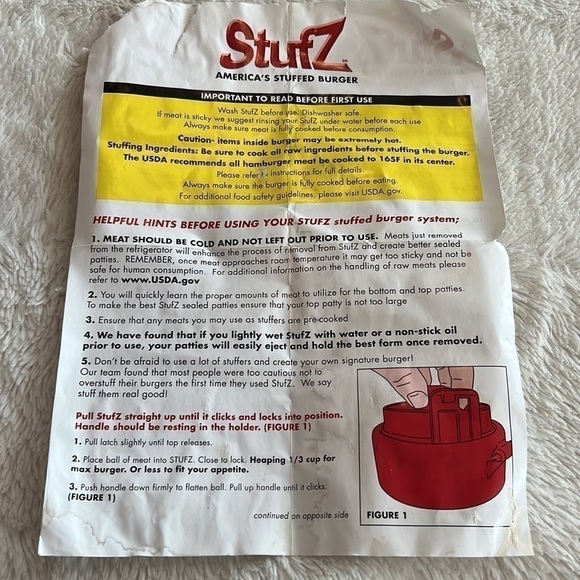 StufZ
AMERICA'S STUFFED BURGER
IMPORTANT TO READ BEFORE FIRST USE
Wash StufZ before use. Dishwasher safe.
If meat is sticky we suggest rinsing your StufZ under water before each use
Always make sure meat is fully cooked before consumption.
Caution- items inside burger may be extremely hot.
Stuffing Ingredients: Be sure to cook all raw ingredients before stuffing the burger.
The USDA recommends all hamburger meat be cooked to 165F in its center.
Please refer instructions for full details.
Always make sure the burger is fully cooked before eating.
For additional food safety guidelines, please visit USDA.gov.
HELPFUL HINTS BEFORE USING YOUR STUFZ stuffed burger system;
1. MEAT SHOULD BE COLD AND NOT LEFT OUT PRIOR TO USE. Meats just removed
from the refrigerator will enhance the process of removal from StufZ and create better sealed
patties. REMEMBER, once meat approaches room temperature it may get too sticky and not be
safe for human consumption. For additional information on the handling of raw meats please
refer to www.USDA.gov
2. You will quickly learn the proper amounts of meat to utilize for the bottom and top patties.
To make the best StufZ sealed patties ensure that your top patty is not too large
3. Ensure that any meats you may use as stuffers are pre-cooked
4. We have found that if you lightly wet StufZ with water or a non-stick oil
prior to use, your patties will easily eject and hold the best form once removed.
5. Don't be afraid to use a lot of stuffers and create your own signature burger!
Our team found that most people were too cautious not to
overstuff their burgers the first time they used StufZ. We say
stuff them real good!
Pull StufZ straight up until it clicks and locks into position.
Handle should be resting in the holder. (FIGURE 1)
1. Pull latch slightly until top releases.
2. Place ball of meat into STUFZ. Close to lock. Heaping 1/3 cup for
max burger. Or less to fit your appetite.
3. Push handle down firmly to flatten ball. Pull up handle until it clicks.
(FIGURE 1)
continued on opposite side
FIGURE 1